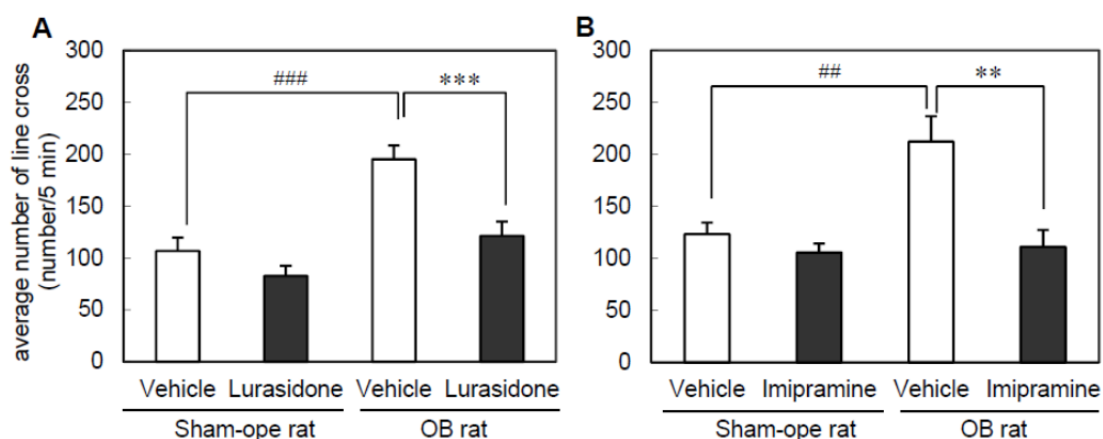 A
average number of line cross
(number/5 min)
300
250
200
150
100
50
0
###
***
Vehicle Lurasidone Vehicle Lurasidone
Sham-ope rat OB rat
B
300
250
200
150
100
50
0
##
**
Vehicle Imipramine Vehicle Imipramine
Sham-ope rat OB rat